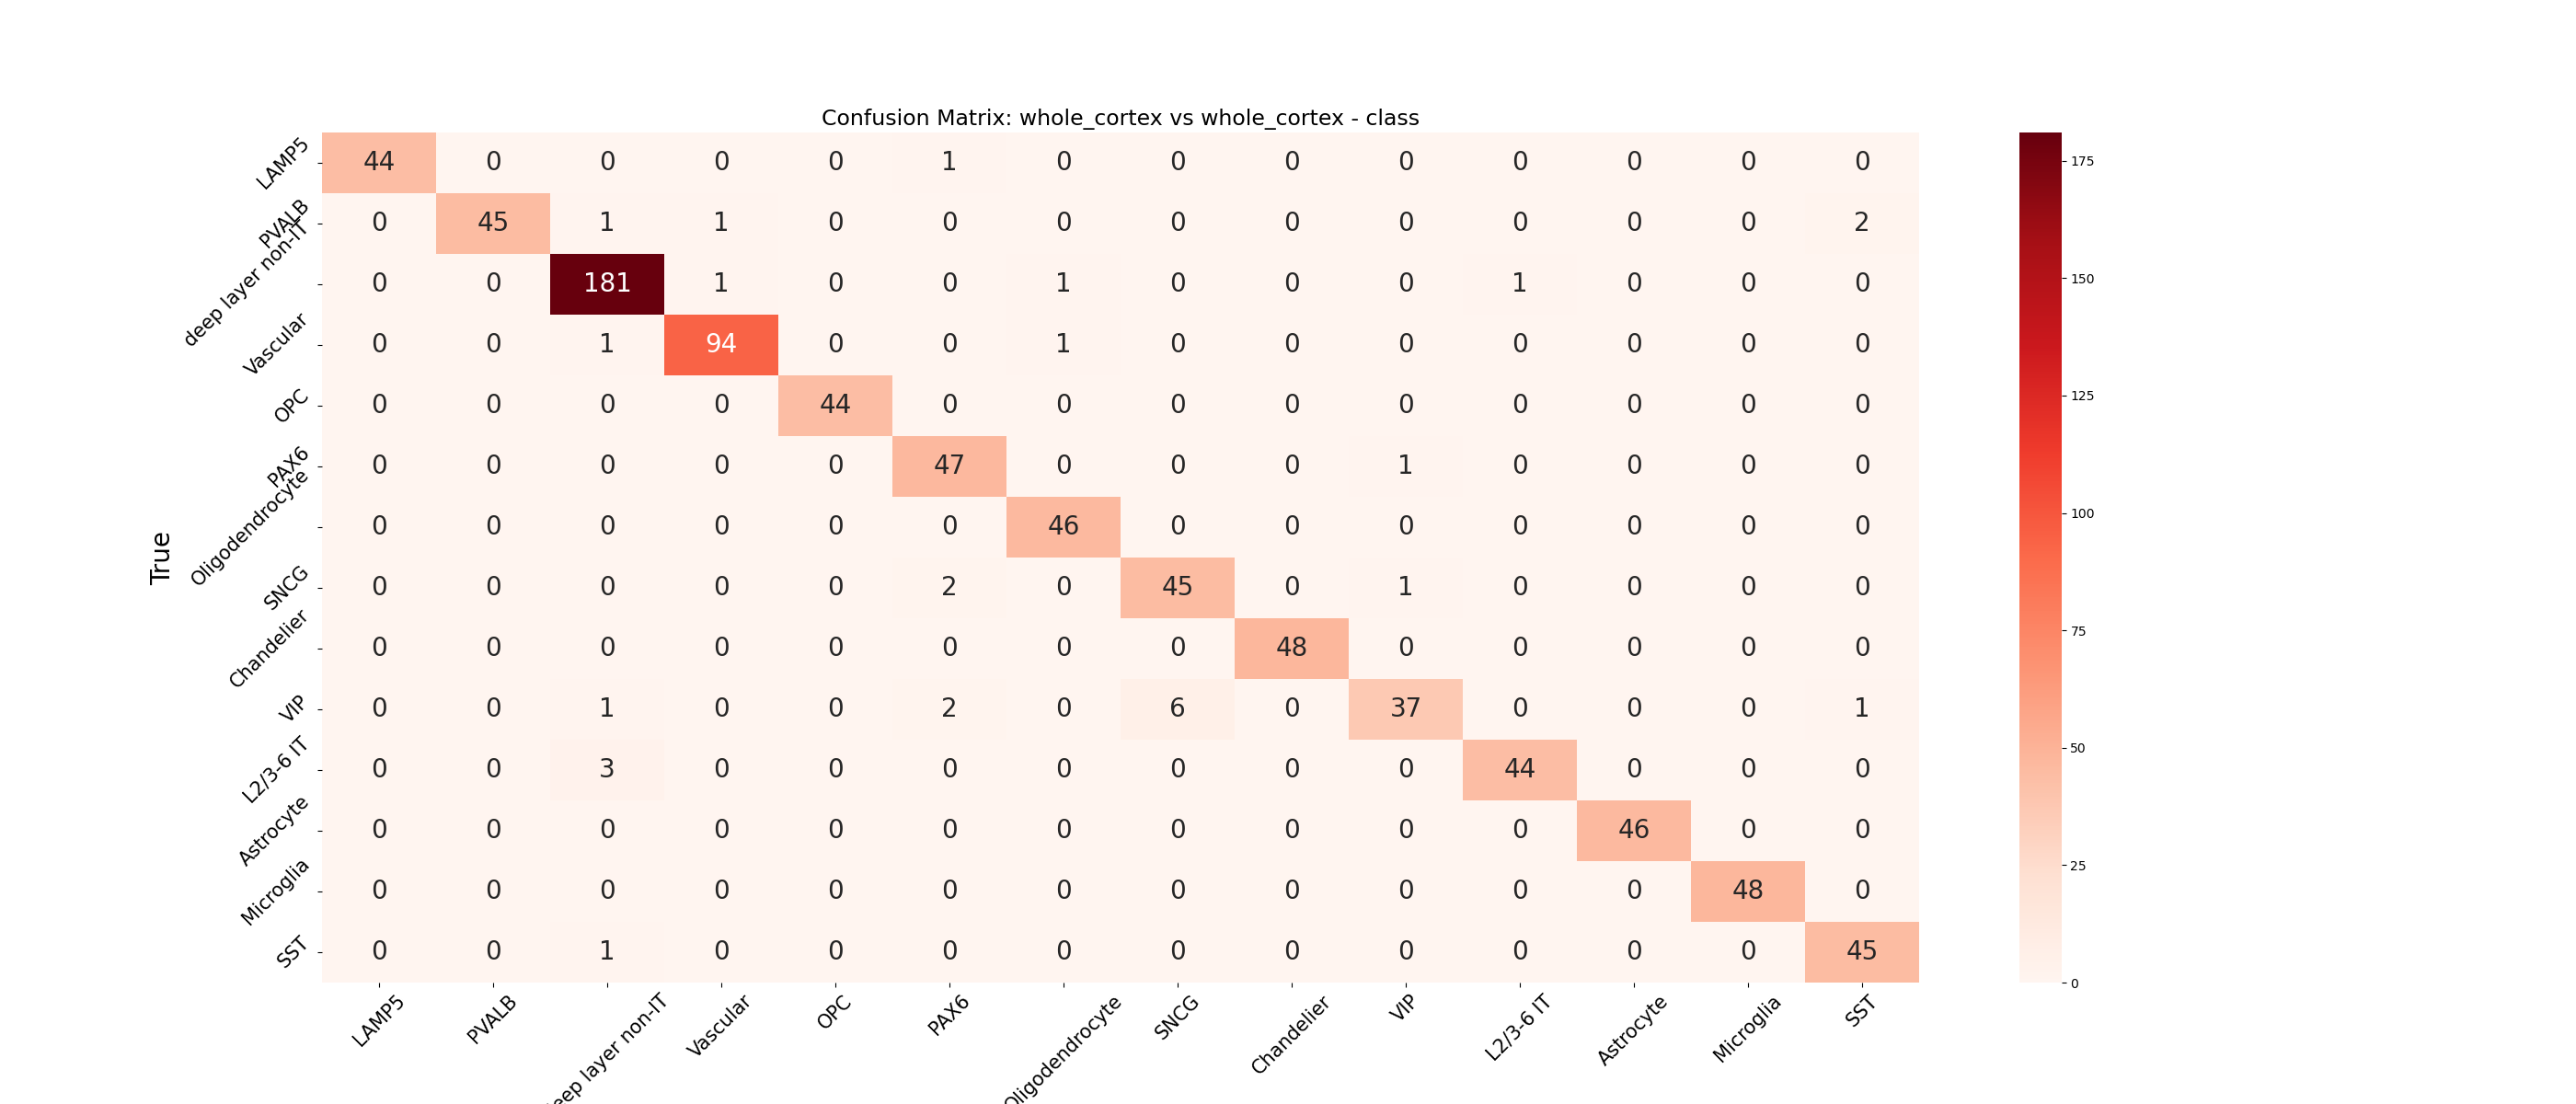 Confusion Matrix: whole_cortex vs whole_cortex - class
LAMP5 44 0 0 0 0 1 0 0 0 0 0 0 0 0
PVALB 0 45 1 1 0 0 0 0 0 0 0 0 0 2
deep layer non-IT 0 0 181 1 0 0 1 0 0 0 1 0 0 0
Vascular 0 0 1 94 0 0 1 0 0 0 0 0 0 0
OPC 0 0 0 0 44 0 0 0 0 0 0 0 0 0
PAX6 0 0 0 0 0 47 0 0 0 1 0 0 0 0
Oligodendrocyte 0 0 0 0 0 0 46 0 0 0 0 0 0 0
SNCG 0 0 0 0 0 2 0 45 0 1 0 0 0 0
Chandelier 0 0 0 0 0 0 0 0 48 0 0 0 0 0
VIP 0 0 1 0 0 2 0 6 0 37 0 0 0 1
L2/3-6 IT 0 0 3 0 0 0 0 0 0 0 44 0 0 0
Astrocyte 0 0 0 0 0 0 0 0 0 0 0 46 0 0
Microglia 0 0 0 0 0 0 0 0 0 0 0 0 48 0
SST 0 0 1 0 0 0 0 0 0 0 0 0 0 45
True
LAMP5 PVALB layer non-IT Vascular OPC PAX6 Oligodendrocyte SNCG Chandelier VIP L2/3-6 IT Astrocyte Microglia SST
175
150
125
100
75
50
25
0